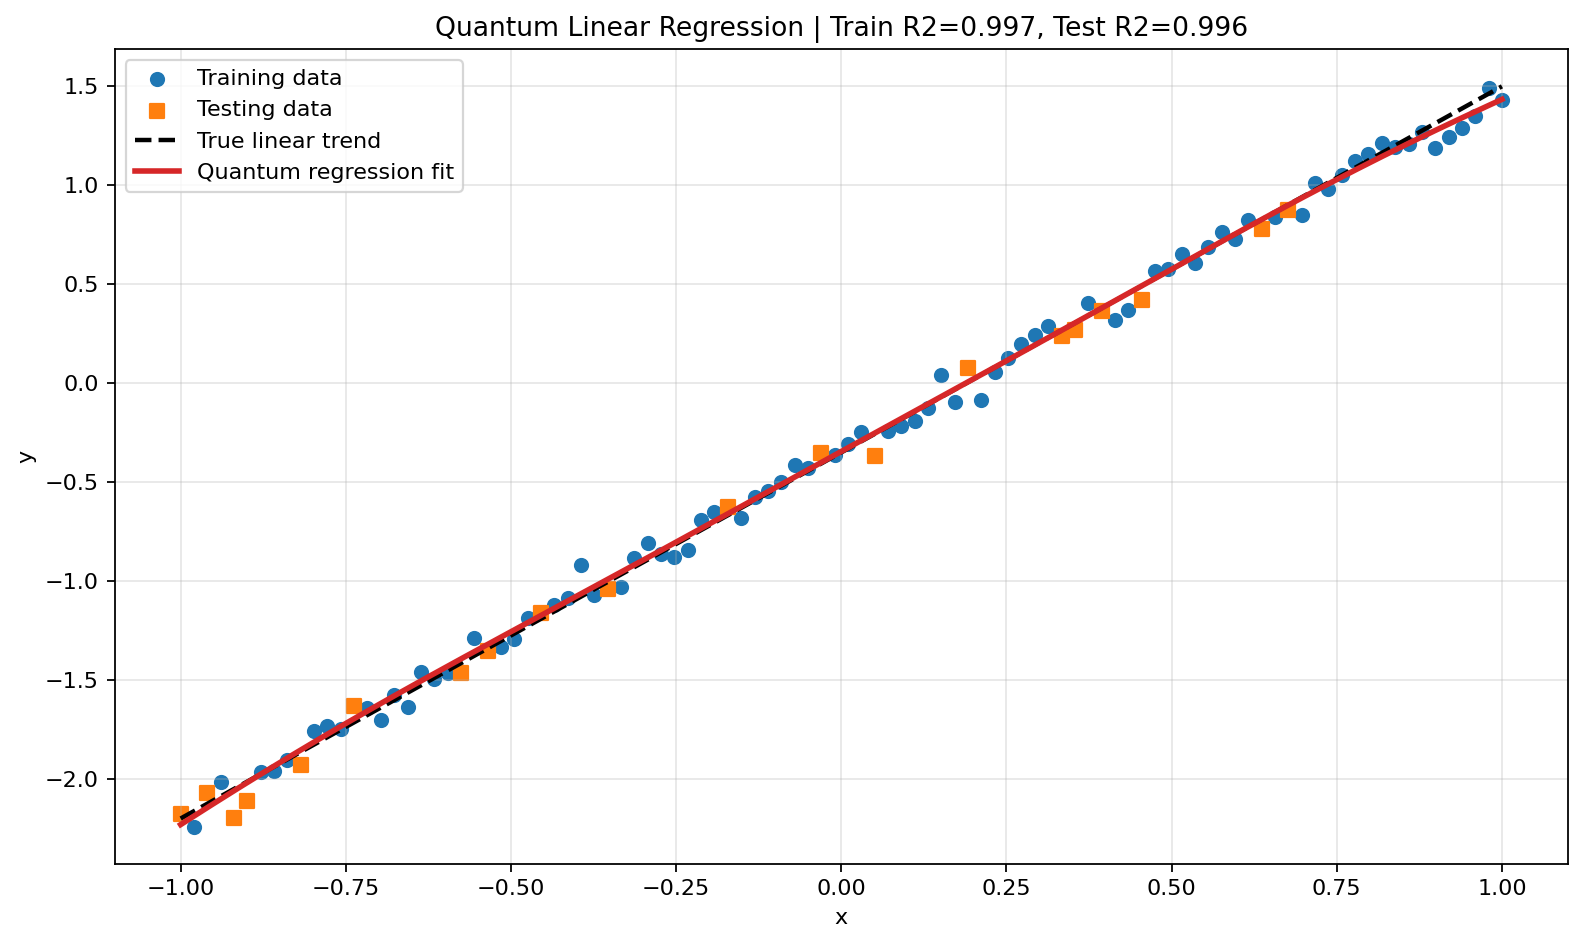 Quantum Linear Regression | Train R2=0.997, Test R2=0.996
Training data
Testing data
True linear trend
Quantum regression fit
1.5
1.0
0.5
0.0
−0.5
−1.0
−1.5
−2.0
y
−1.00 −0.75 −0.50 −0.25 0.00 0.25 0.50 0.75 1.00
x